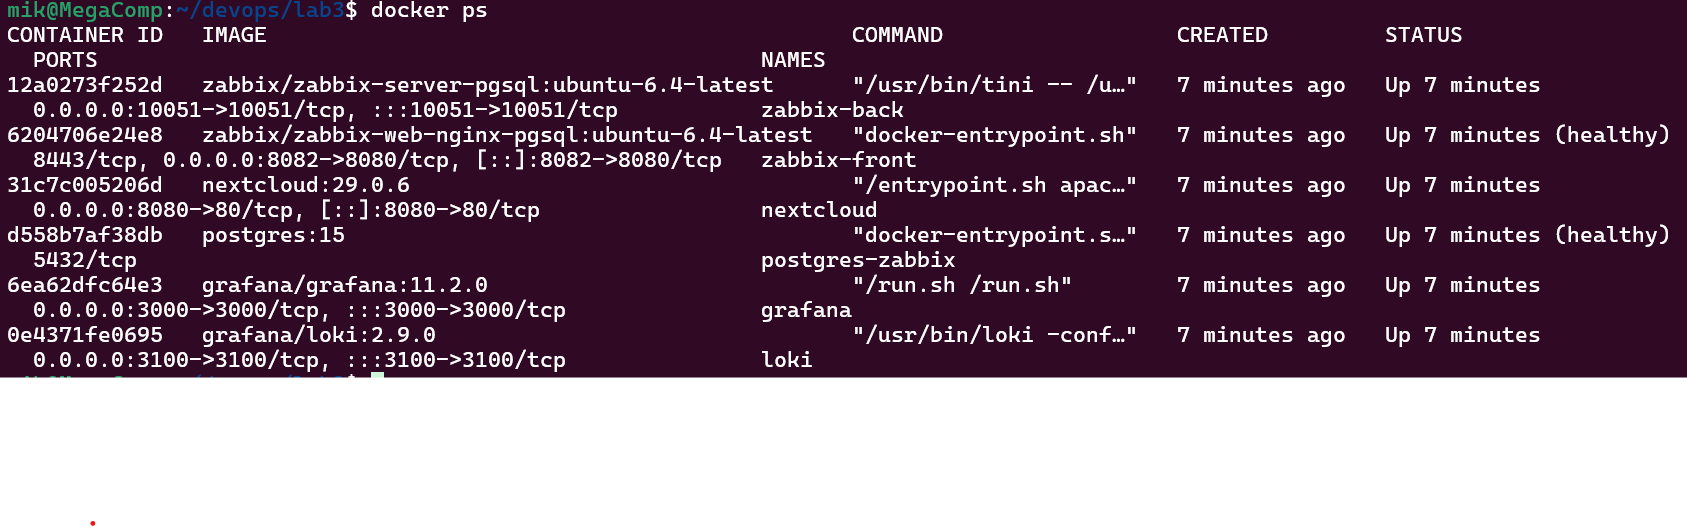 mik@MegaComp:~/devops/lab3$ docker ps
CONTAINER ID   IMAGE                                             COMMAND                  CREATED         STATUS
  PORTS                                                   NAMES
12a0273f252d   zabbix/zabbix-server-pgsql:ubuntu-6.4-latest      "/usr/bin/tini -- /u…"   7 minutes ago   Up 7 minutes
  0.0.0.0:10051->10051/tcp, :::10051->10051/tcp           zabbix-back
6204706e24e8   zabbix/zabbix-web-nginx-pgsql:ubuntu-6.4-latest   "docker-entrypoint.sh"   7 minutes ago   Up 7 minutes (healthy)
  8443/tcp, 0.0.0.0:8082->8080/tcp, [::]:8082->8080/tcp   zabbix-front
31c7c005206d   nextcloud:29.0.6                                  "/entrypoint.sh apac…"   7 minutes ago   Up 7 minutes
  0.0.0.0:8080->80/tcp, [::]:8080->80/tcp                 nextcloud
d558b7af38db   postgres:15                                       "docker-entrypoint.s…"   7 minutes ago   Up 7 minutes (healthy)
  5432/tcp                                                postgres-zabbix
6ea62dfc64e3   grafana/grafana:11.2.0                            "/run.sh /run.sh"        7 minutes ago   Up 7 minutes
  0.0.0.0:3000->3000/tcp, :::3000->3000/tcp               grafana
0e4371fe0695   grafana/loki:2.9.0                                "/usr/bin/loki -conf…"   7 minutes ago   Up 7 minutes
  0.0.0.0:3100->3100/tcp, :::3100->3100/tcp               loki